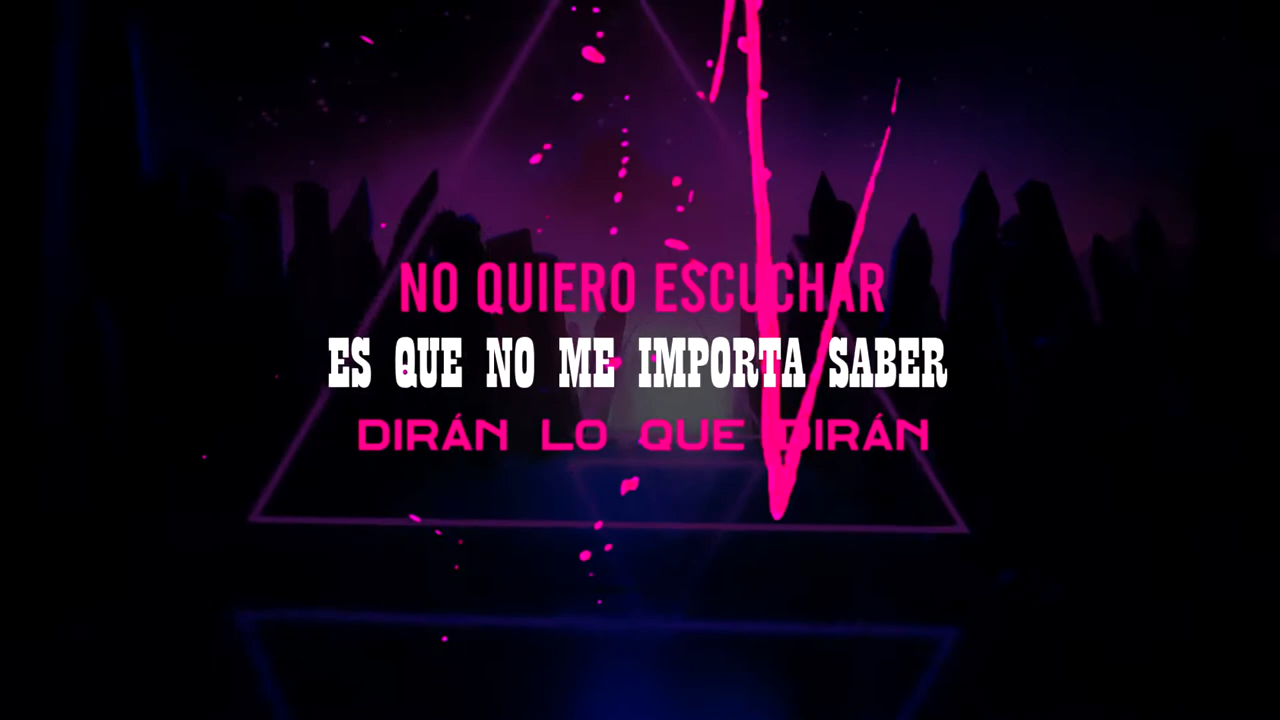 NO QUIERO ESCUCHAR
ES QUE NO ME IMPORTA SABER
DIRÁN LO QUE DIRÁN